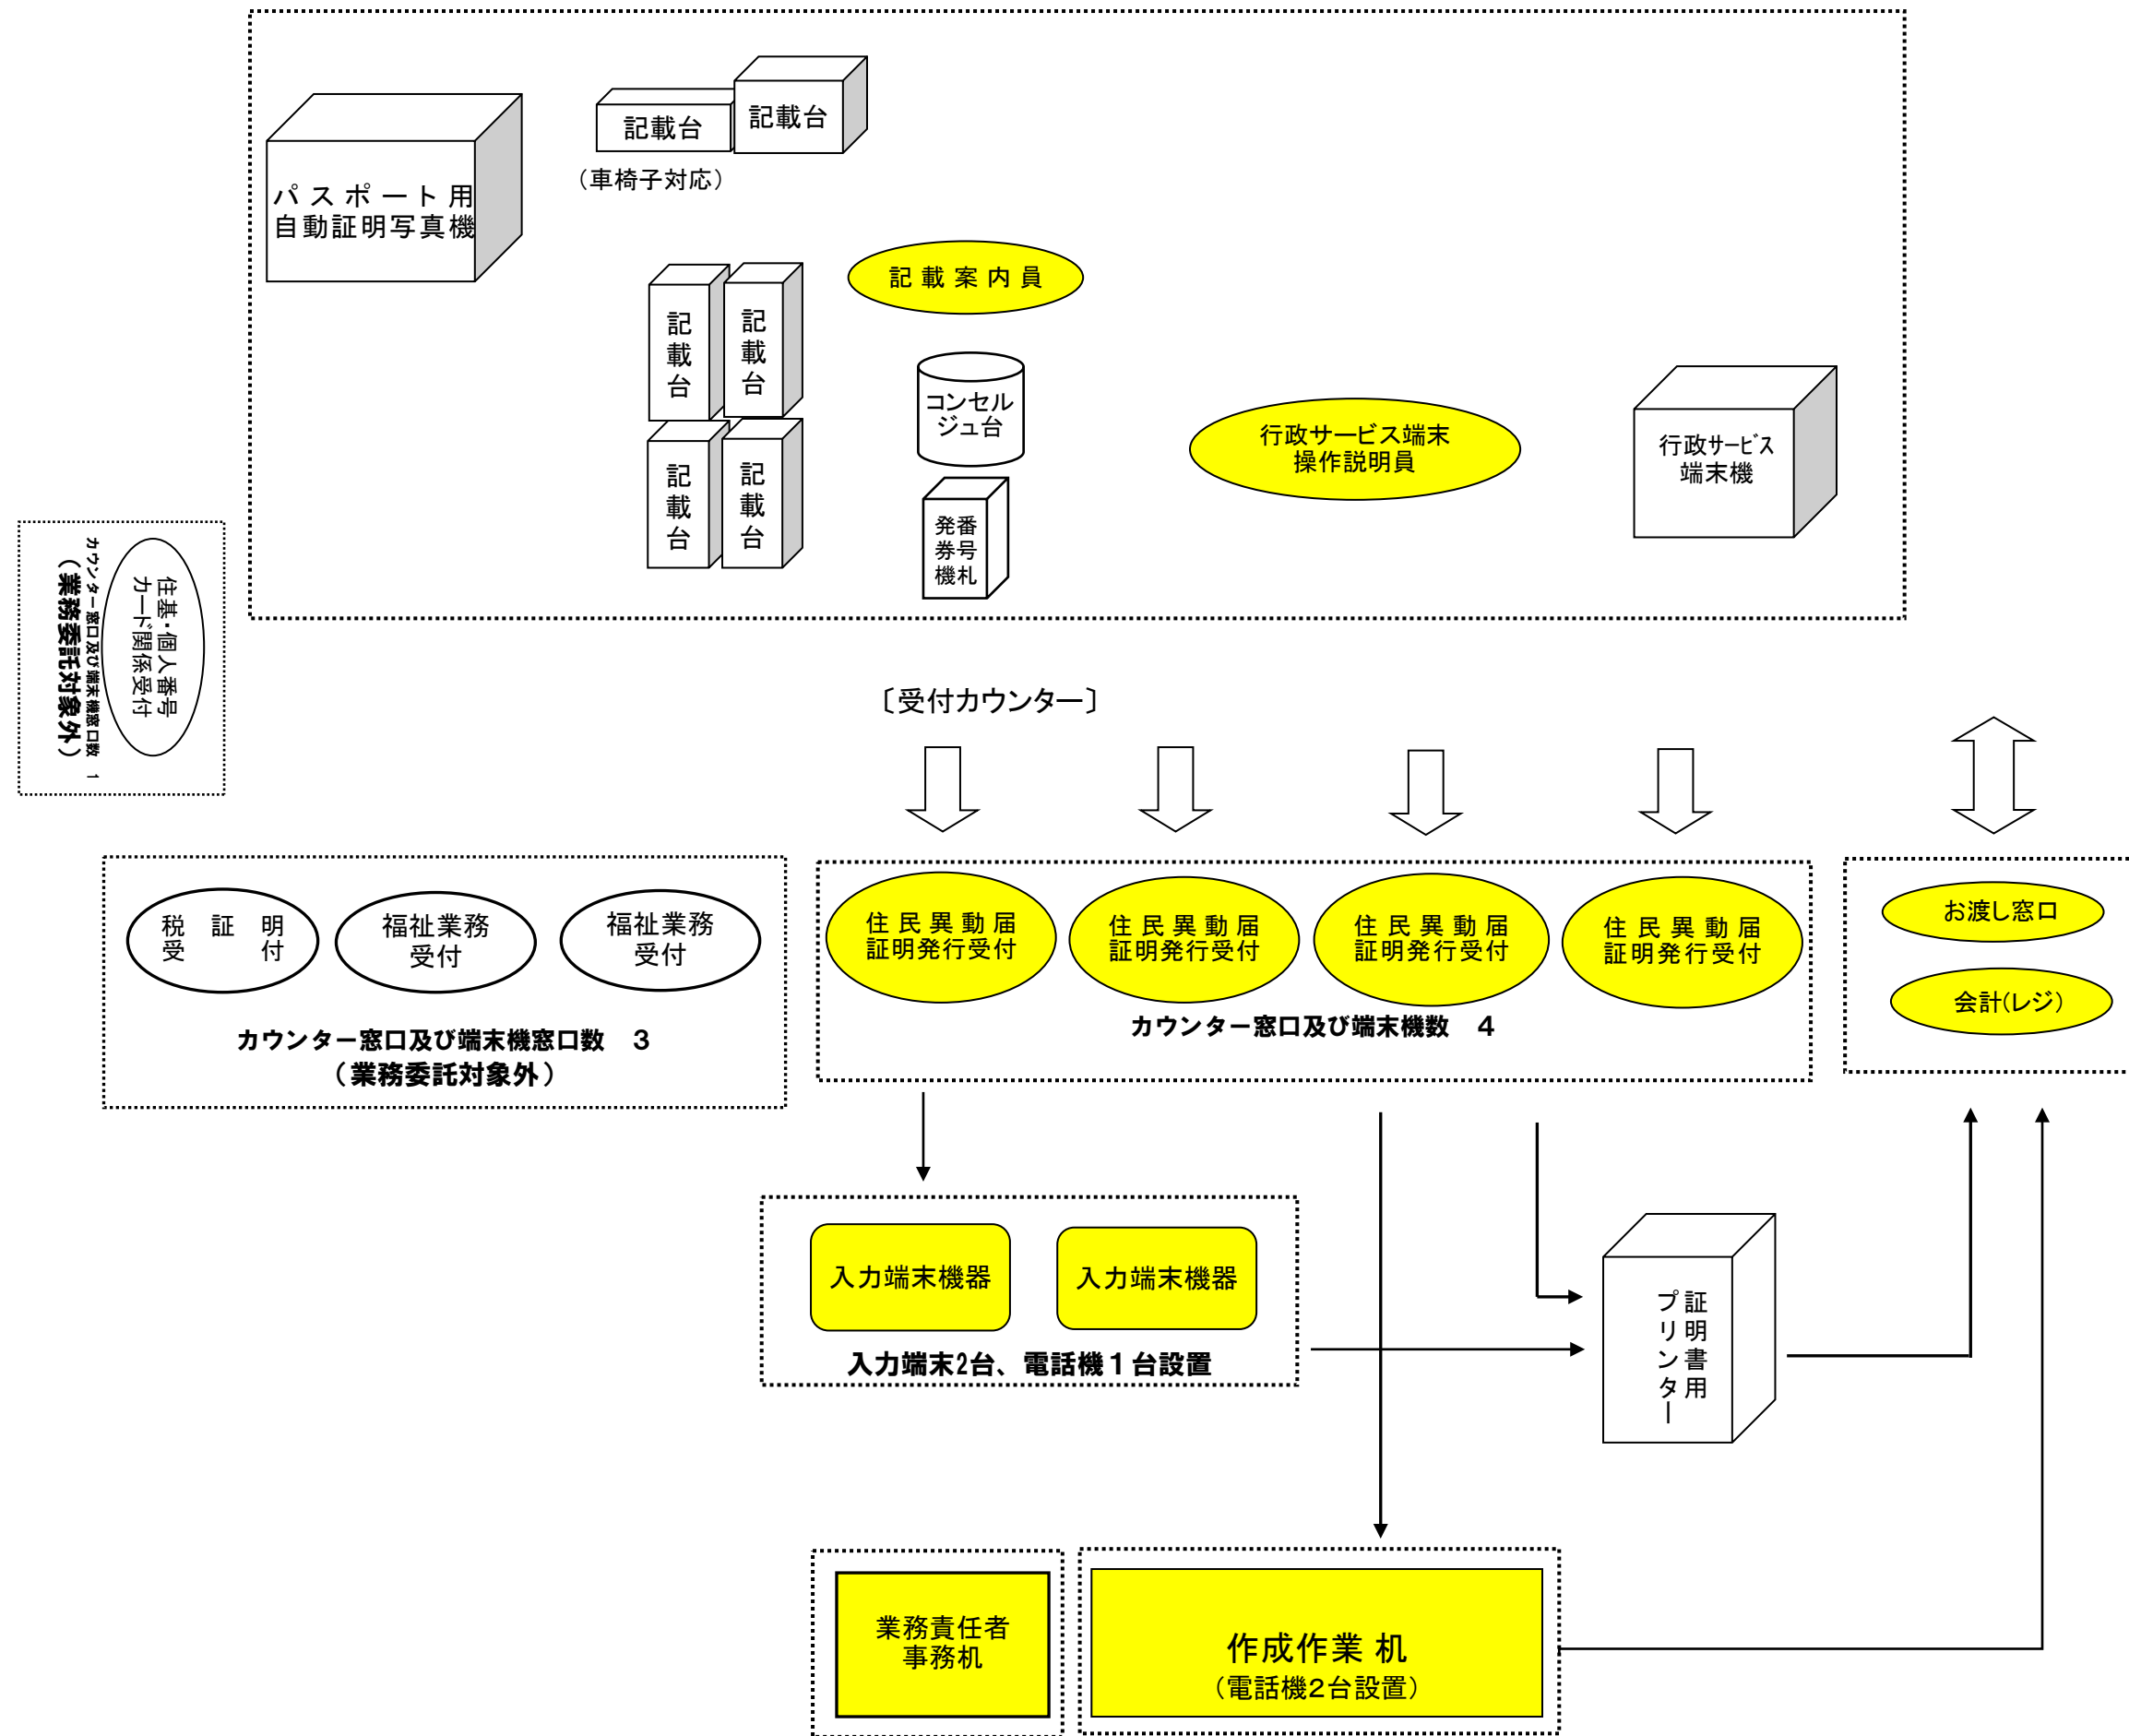 記載台
記載台
（車椅子対応）
パスポート用
自動証明写真機
記載案内員
記載台
記載台
コンセル
ジュ台
行政サービス端末
操作説明員
行政ｻｰﾋﾞｽ
端末機
記載台
記載台
番号札
発券機
住基・個人番号
カード関係受付
カウンター窓口及び端末機窓口数　1
（業務委託対象外）
〔受付カウンター〕
税証明
受付
福祉業務
受付
福祉業務
受付
カウンター窓口及び端末機窓口数　３
（業務委託対象外）
住民異動届
証明発行受付
住民異動届
証明発行受付
住民異動届
証明発行受付
住民異動届
証明発行受付
カウンター窓口及び端末機数　４
お渡し窓口
会計(レジ)
入力端末機器
入力端末機器
入力端末2台、電話機１台設置
証明書用
プリンター
業務責任者
事務机
作成作業 机
（電話機２台設置）